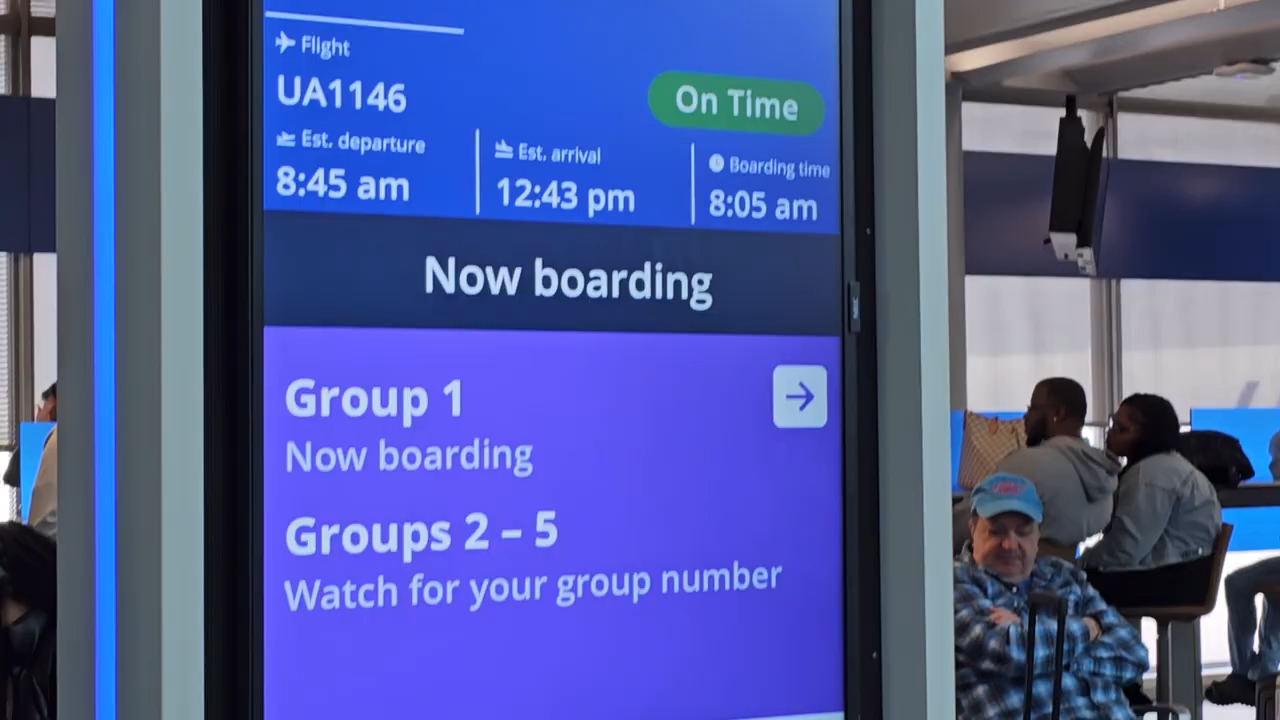 Flight
UA1146
On Time
Est. departure
8:45 am
Est. arrival
12:43 pm
Boarding time
8:05 am
Now boarding
Group 1
Now boarding
Groups 2 – 5
Watch for your group number